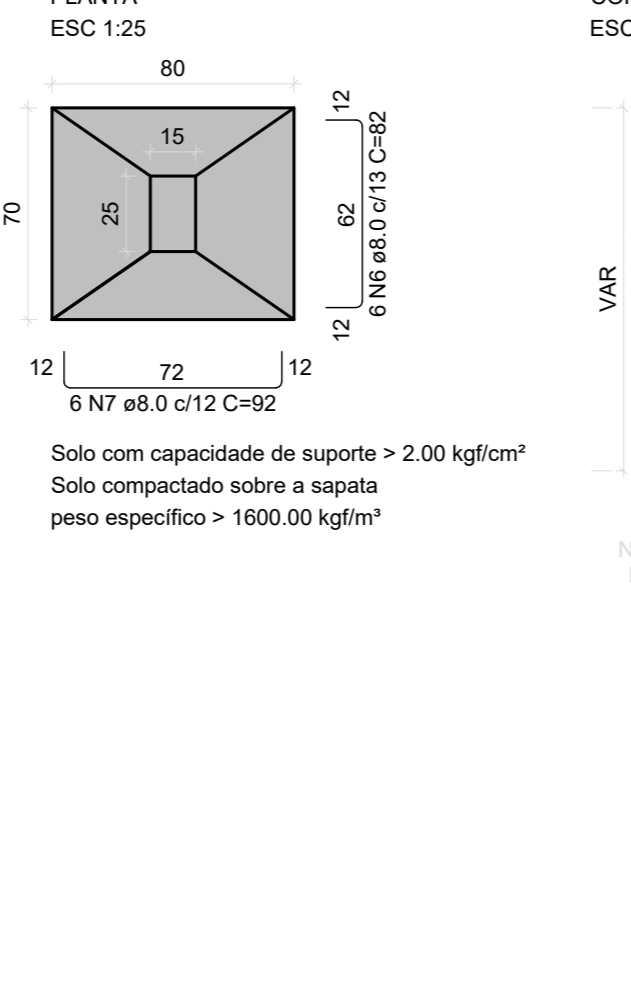 PLANTA
ESC 1:25
ESC
80
12
15
70
25
62
6 N6 ø8.0 c/13 C=82
12
VAR
12
72
12
6 N7 ø8.0 c/12 C=92
Solo com capacidade de suporte > 2.00 kgf/cm²
Solo compactado sobre a sapata
peso específico > 1600.00 kgf/m³
N